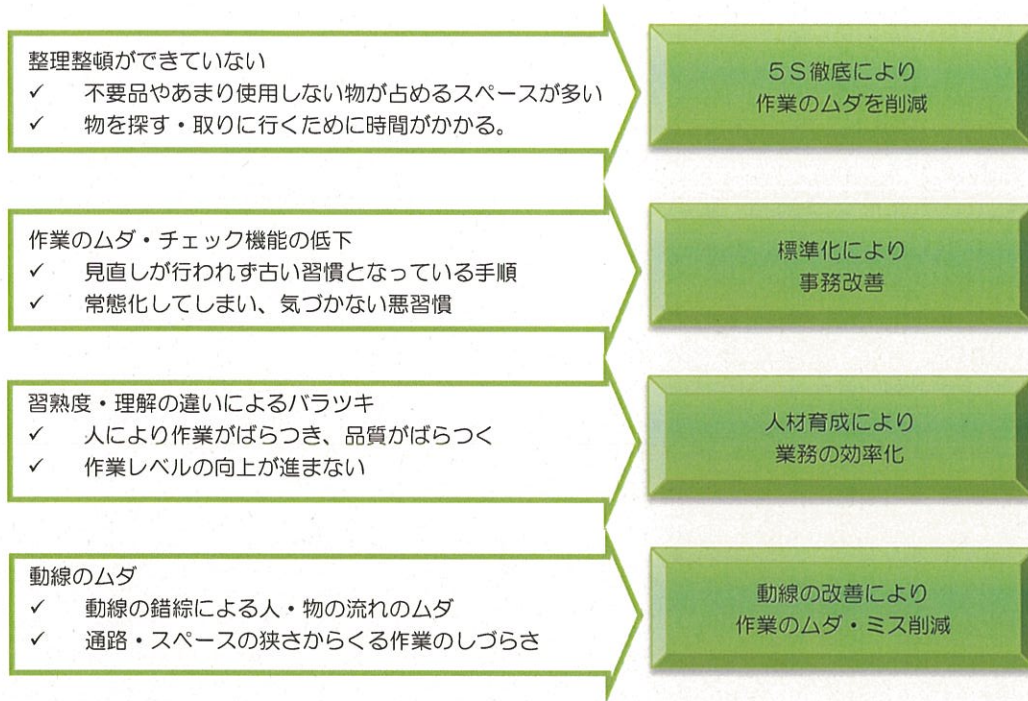 整理整頓ができていない
✓ 不要品やあまり使用しない物が占めるスペースが多い
✓ 物を探す・取りに行くために時間がかかる。
5S徹底により
作業のムダを削減
作業のムダ・チェック機能の低下
✓ 見直しが行われず古い習慣となっている手順
✓ 常態化してしまい、気づかない悪習慣
標準化により
事務改善
習熟度・理解の違いによるバラツキ
✓ 人により作業がばらつき、品質がばらつく
✓ 作業レベルの向上が進まない
人材育成により
業務の効率化
動線のムダ
✓ 動線の錯綜による人・物の流れのムダ
✓ 通路・スペースの狭さからくる作業のしづらさ
動線の改善により
作業のムダ・ミス削減